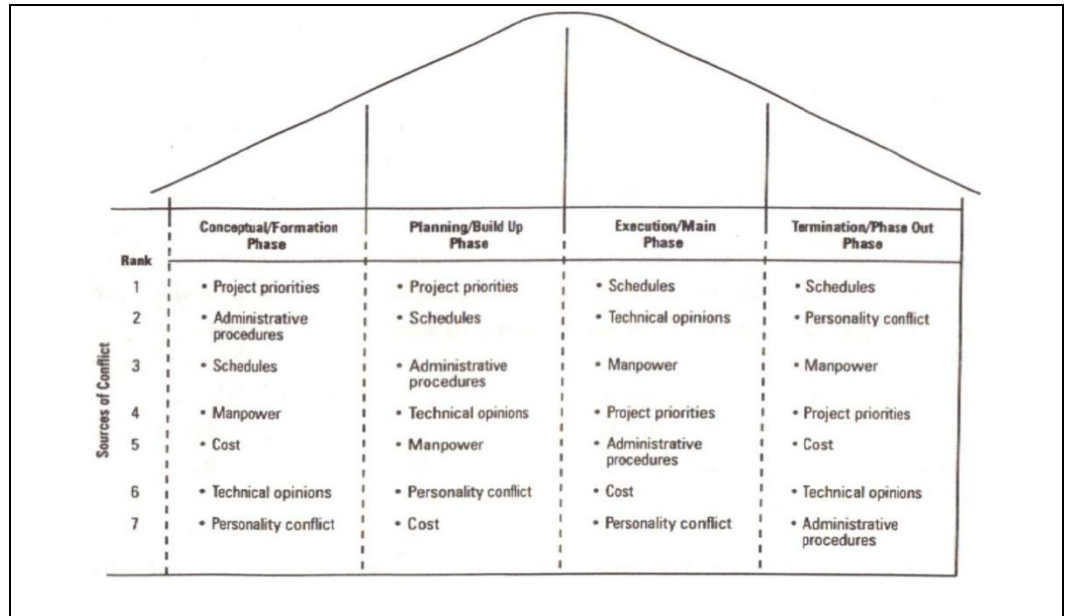 Conceptual/Formation
Phase
Planning/Build Up
Phase
Execution/Main
Phase
Termination/Phase Out
Phase
Rank
Sources of Conflict
1
• Project priorities
• Project priorities
• Schedules
• Schedules
2
• Administrative
procedures
• Schedules
• Technical opinions
• Personality conflict
3
• Schedules
• Administrative
procedures
• Manpower
• Manpower
4
• Manpower
• Technical opinions
• Project priorities
• Project priorities
5
• Cost
• Manpower
• Administrative
procedures
• Cost
6
• Technical opinions
• Personality conflict
• Cost
• Technical opinions
7
• Personality conflict
• Cost
• Personality conflict
• Administrative
procedures